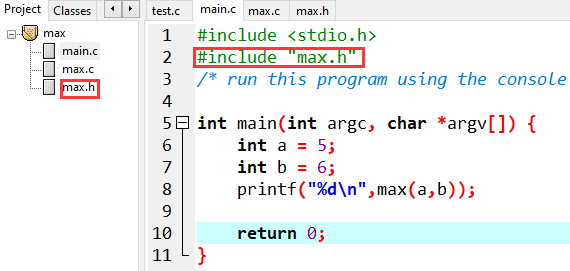 Project Classes
max
main.c
max.c
max.h
test.c main.c max.c max.h
1 #include <stdio.h>
2 #include "max.h"
3 /* run this program using the console
4
5 int main(int argc, char *argv[]) {
6 int a = 5;
7 int b = 6;
8 printf("%d\n",max(a,b));
9
10 return 0;
11 }